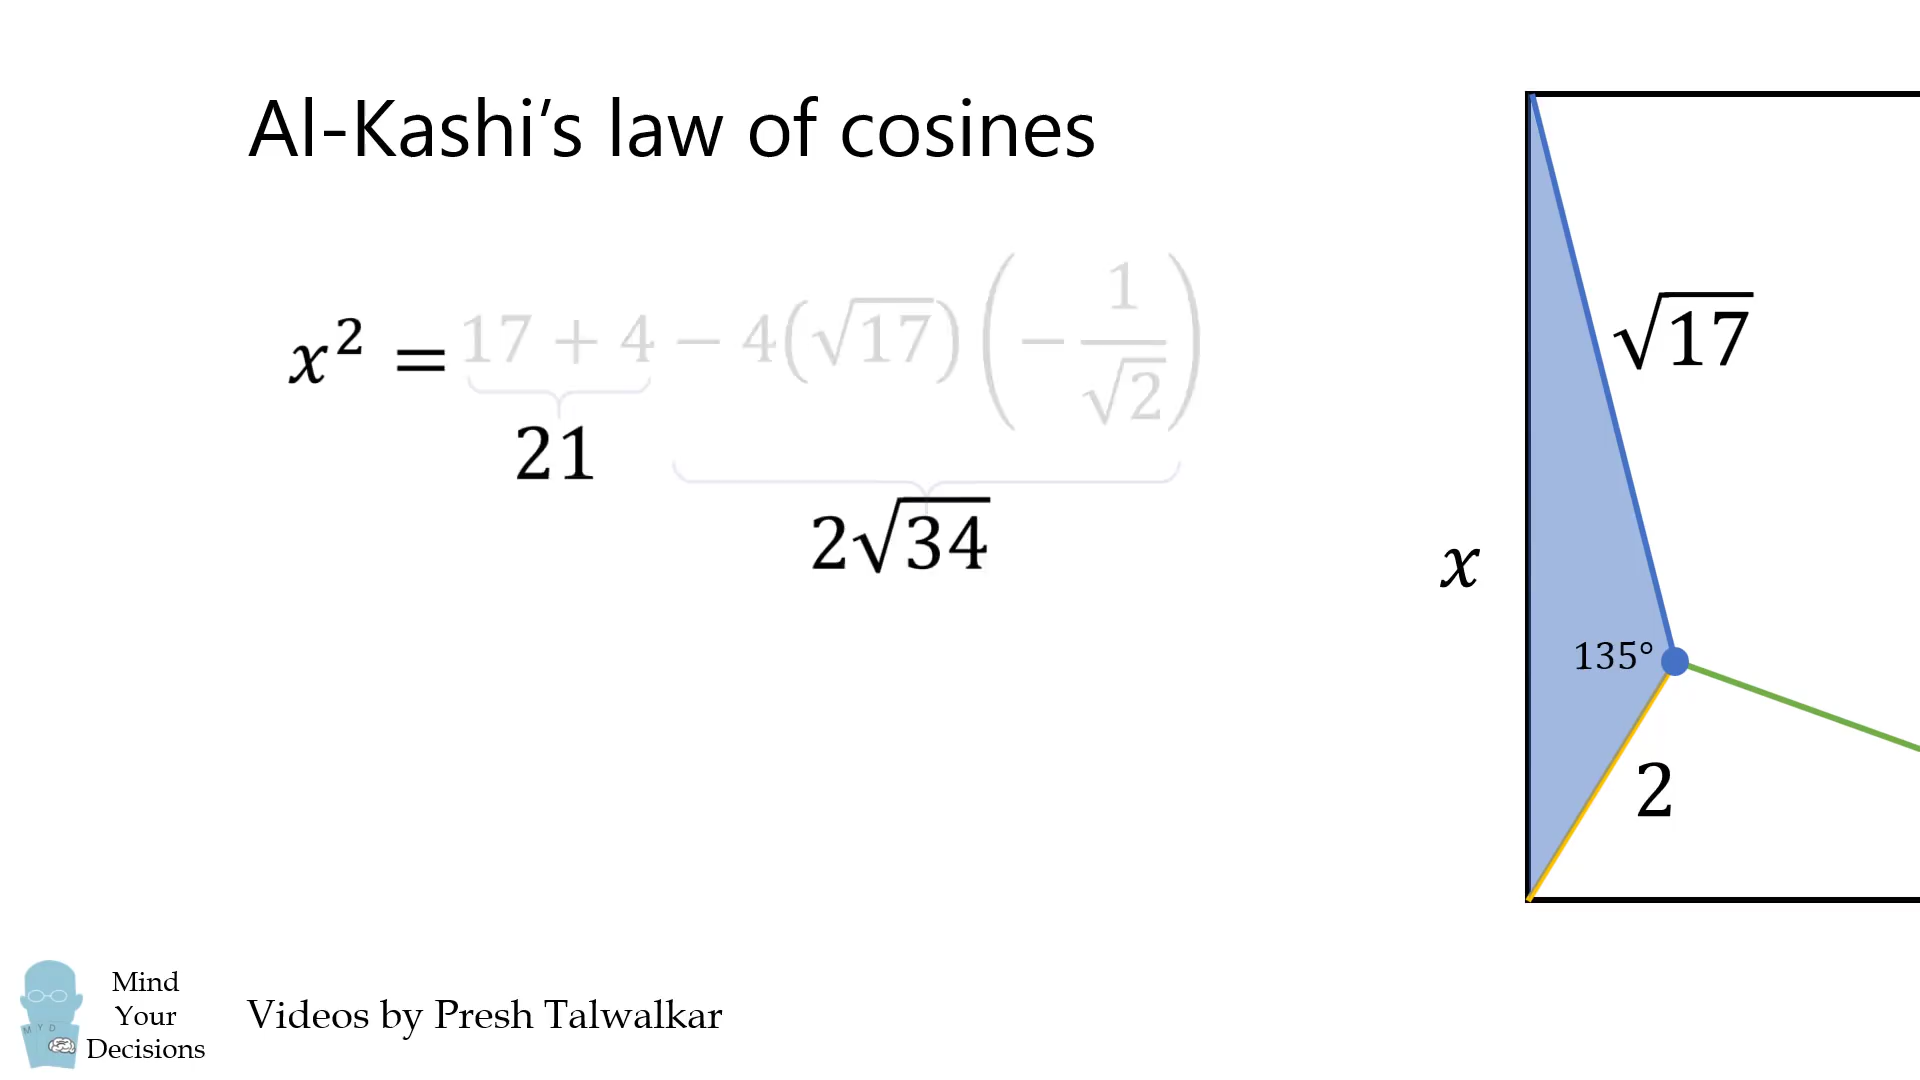 Al-Kashi’s law of cosines
x² = 17 + 4 − 4(√17)(−1/√2)
21
2√34
√17
x
135°
2
Mind
Your
Decisions
M Y D
Videos by Presh Talwalkar